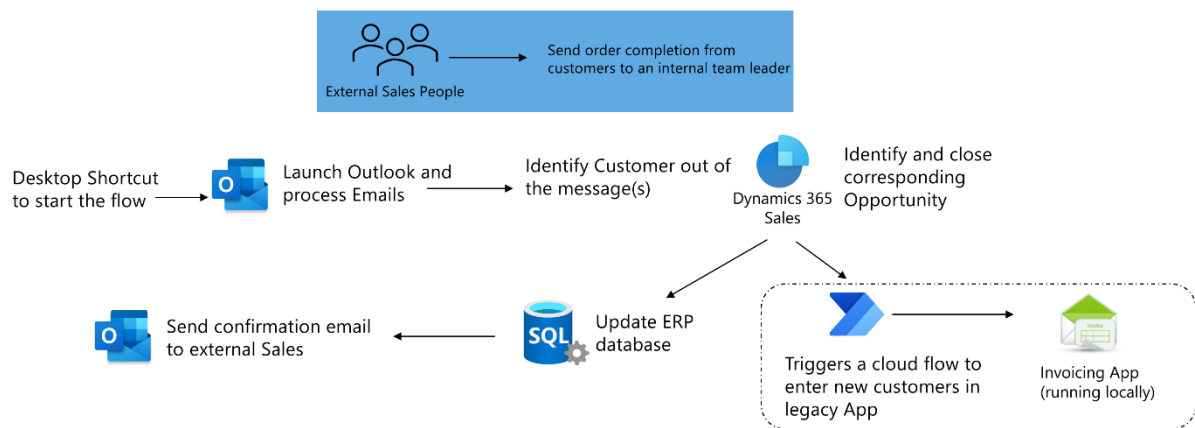 Send order completion from
customers to an internal team leader
External Sales People
Desktop Shortcut
to start the flow
O
Launch Outlook and
process Emails
Identify Customer out of
the message(s)
Dynamics 365
Sales
Identify and close
corresponding
Opportunity
O
Send confirmation email
to external Sales
SQL
Update ERP
database
Triggers a cloud flow to
enter new customers in
legacy App
Invoicing App
(running locally)